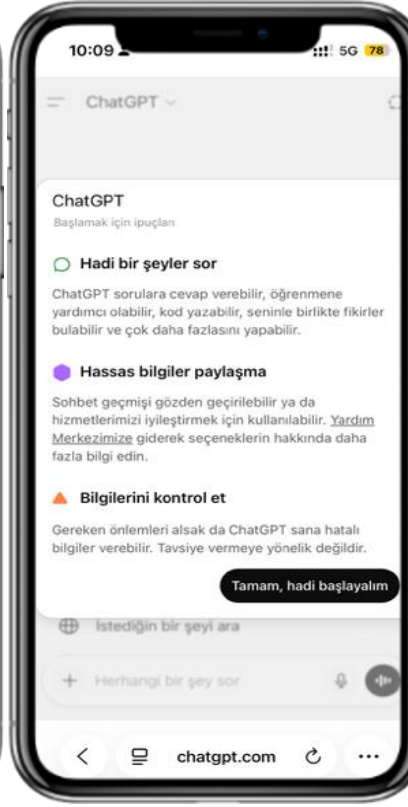 10:09
5G 78
ChatGPT
ChatGPT
Başlamak için ipuçları
Hadi bir şeyler sor
ChatGPT sorulara cevap verebilir, öğrenmene
yardımcı olabilir, kod yazabilir, seninle birlikte fikirler
bulabilir ve çok daha fazlasını yapabilir.
Hassas bilgiler paylaşma
Sohbet geçmişi gözden geçirilebilir ya da
hizmetlerimizi iyileştirmek için kullanılabilir. Yardım
Merkezimize giderek seçeneklerin hakkında daha
fazla bilgi edin.
Bilgilerini kontrol et
Gereken önlemleri alsak da ChatGPT sana hatalı
bilgiler verebilir. Tavsiye vermeye yönelik değildir.
Tamam, hadi başlayalım
İstediğin bir şeyi ara
Herhangi bir şey sor
chatgpt.com